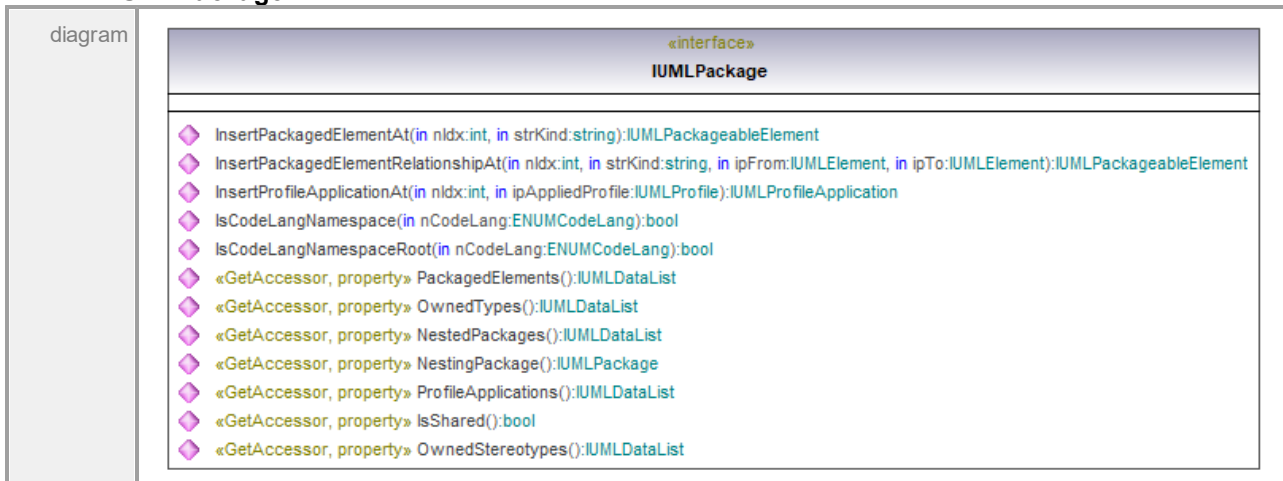 diagram
«interface»
IUMLPackage
InsertPackagedElementAt(in nIdx:int, in strKind:string):IUMLPackageableElement
InsertPackagedElementRelationshipAt(in nIdx:int, in strKind:string, in ipFrom:IUMLElement, in ipTo:IUMLElement):IUMLPackageableElement
InsertProfileApplicationAt(in nIdx:int, in ipAppliedProfile:IUMLProfile):IUMLProfileApplication
IsCodeLangNamespace(in nCodeLang:ENUMCodeLang):bool
IsCodeLangNamespaceRoot(in nCodeLang:ENUMCodeLang):bool
«GetAccessor, property» PackagedElements():IUMLDataList
«GetAccessor, property» OwnedTypes():IUMLDataList
«GetAccessor, property» NestedPackages():IUMLDataList
«GetAccessor, property» NestingPackage():IUMLPackage
«GetAccessor, property» ProfileApplications():IUMLDataList
«GetAccessor, property» IsShared():bool
«GetAccessor, property» OwnedStereotypes():IUMLDataList